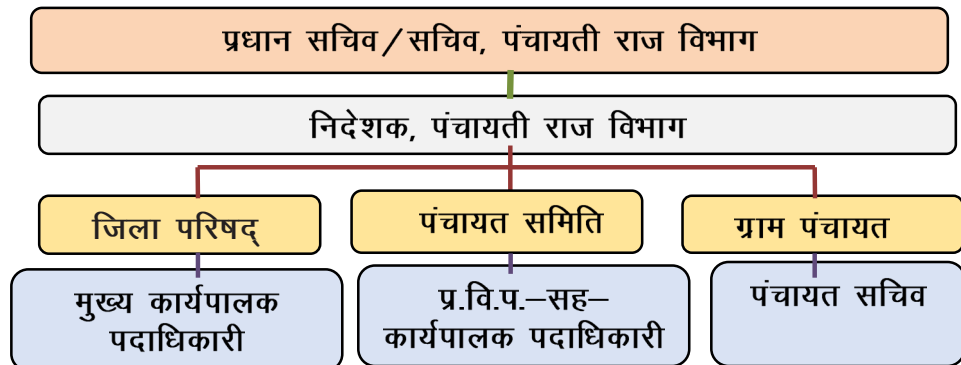 प्रधान सचिव/सचिव, पंचायती राज विभाग
निदेशक, पंचायती राज विभाग
जिला परिषद्
पंचायत समिति
ग्राम पंचायत
मुख्य कार्यपालक
पदाधिकारी
प्र.वि.प.–सह–
कार्यपालक पदाधिकारी
पंचायत सचिव